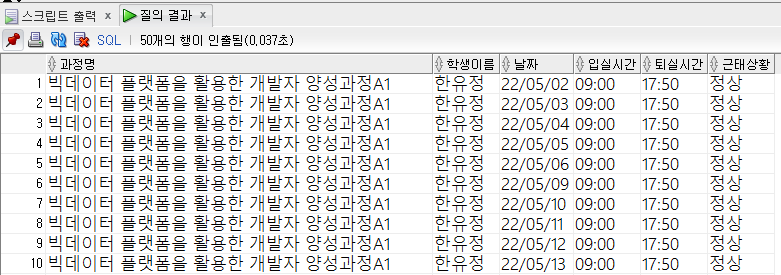 스크립트 출력 x 질의 결과 x
SQL | 50개의 행이 인출됨(0,037초)
과정명 학생이름 날짜 입실시간 퇴실시간 근태상황
1 빅데이터 플랫폼을 활용한 개발자 양성과정A1 한유정 22/05/02 09:00 17:50 정상
2 빅데이터 플랫폼을 활용한 개발자 양성과정A1 한유정 22/05/03 09:00 17:50 정상
3 빅데이터 플랫폼을 활용한 개발자 양성과정A1 한유정 22/05/04 09:00 17:50 정상
4 빅데이터 플랫폼을 활용한 개발자 양성과정A1 한유정 22/05/05 09:00 17:50 정상
5 빅데이터 플랫폼을 활용한 개발자 양성과정A1 한유정 22/05/06 09:00 17:50 정상
6 빅데이터 플랫폼을 활용한 개발자 양성과정A1 한유정 22/05/09 09:00 17:50 정상
7 빅데이터 플랫폼을 활용한 개발자 양성과정A1 한유정 22/05/10 09:00 17:50 정상
8 빅데이터 플랫폼을 활용한 개발자 양성과정A1 한유정 22/05/11 09:00 17:50 정상
9 빅데이터 플랫폼을 활용한 개발자 양성과정A1 한유정 22/05/12 09:00 17:50 정상
10 빅데이터 플랫폼을 활용한 개발자 양성과정A1 한유정 22/05/13 09:00 17:50 정상